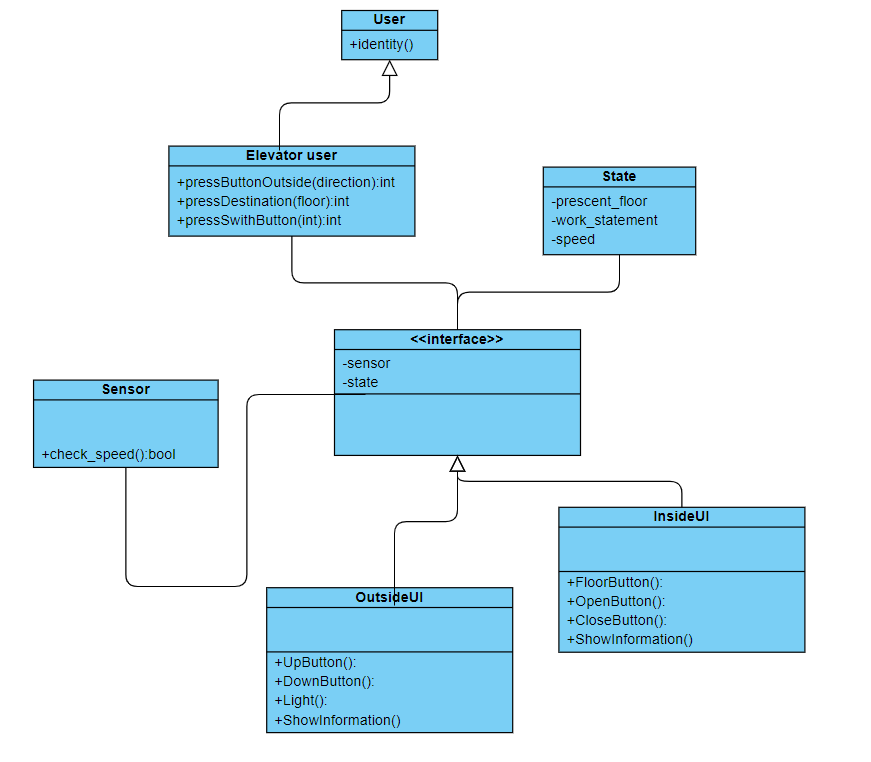 User
+identity()
Elevator user
+pressButtonOutside(direction):int
+pressDestination(floor):int
+pressSwithButton(int):int
State
-prescent_floor
-work_statement
-speed
<<interface>>
-sensor
-state
Sensor
+check_speed():bool
InsideUI
+FloorButton():
+OpenButton():
+CloseButton():
+ShowInformation()
OutsideUI
+UpButton():
+DownButton():
+Light():
+ShowInformation()